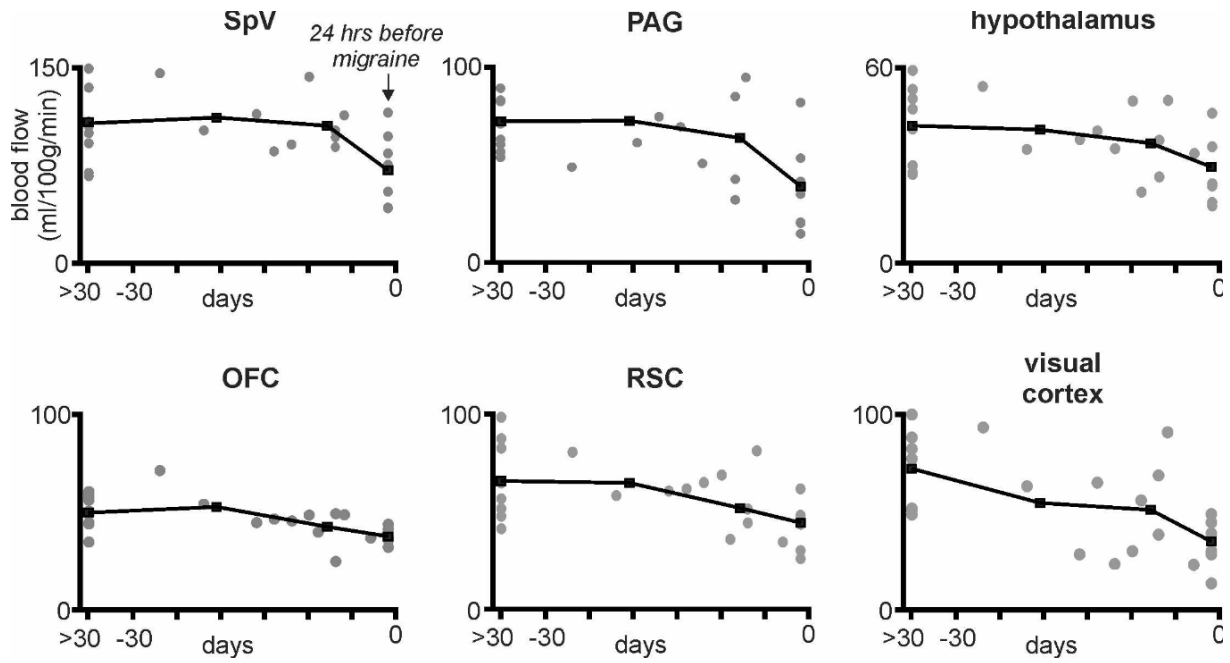 SpV
24 hrs before
migraine
PAG
hypothalamus
150
100
60
blood flow
(ml/100g/min)
0
0
0
>30 -30 days 0
>30 -30 days 0
>30 -30 days 0
OFC
RSC
visual
cortex
100
100
100
0
0
0
>30 -30 days 0
>30 -30 days 0
>30 -30 days 0